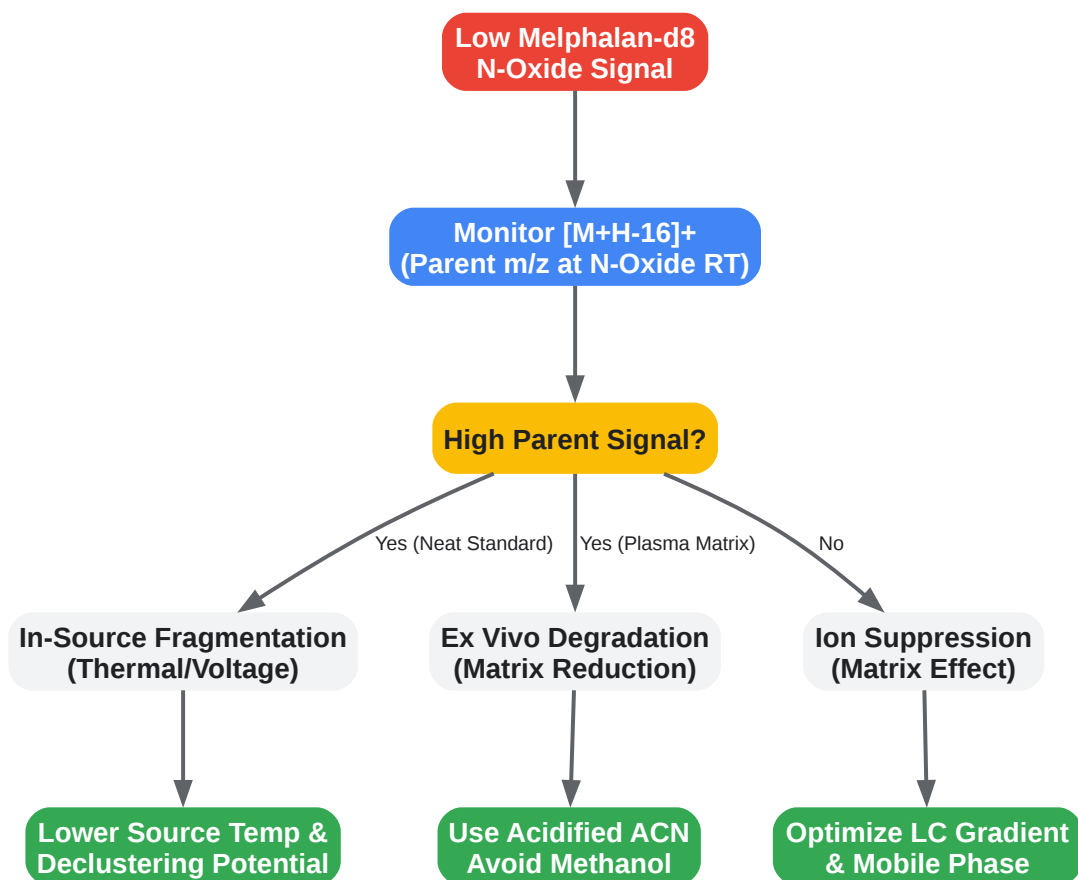 Low Melphalan-d8
N-Oxide Signal
Monitor [M+H-16]+
(Parent m/z at N-Oxide RT)
High Parent Signal?
Yes (Neat Standard)
Yes (Plasma Matrix)
No
In-Source Fragmentation
(Thermal/Voltage)
Ex Vivo Degradation
(Matrix Reduction)
Ion Suppression
(Matrix Effect)
Lower Source Temp &
Declustering Potential
Use Acidified ACN
Avoid Methanol
Optimize LC Gradient
& Mobile Phase